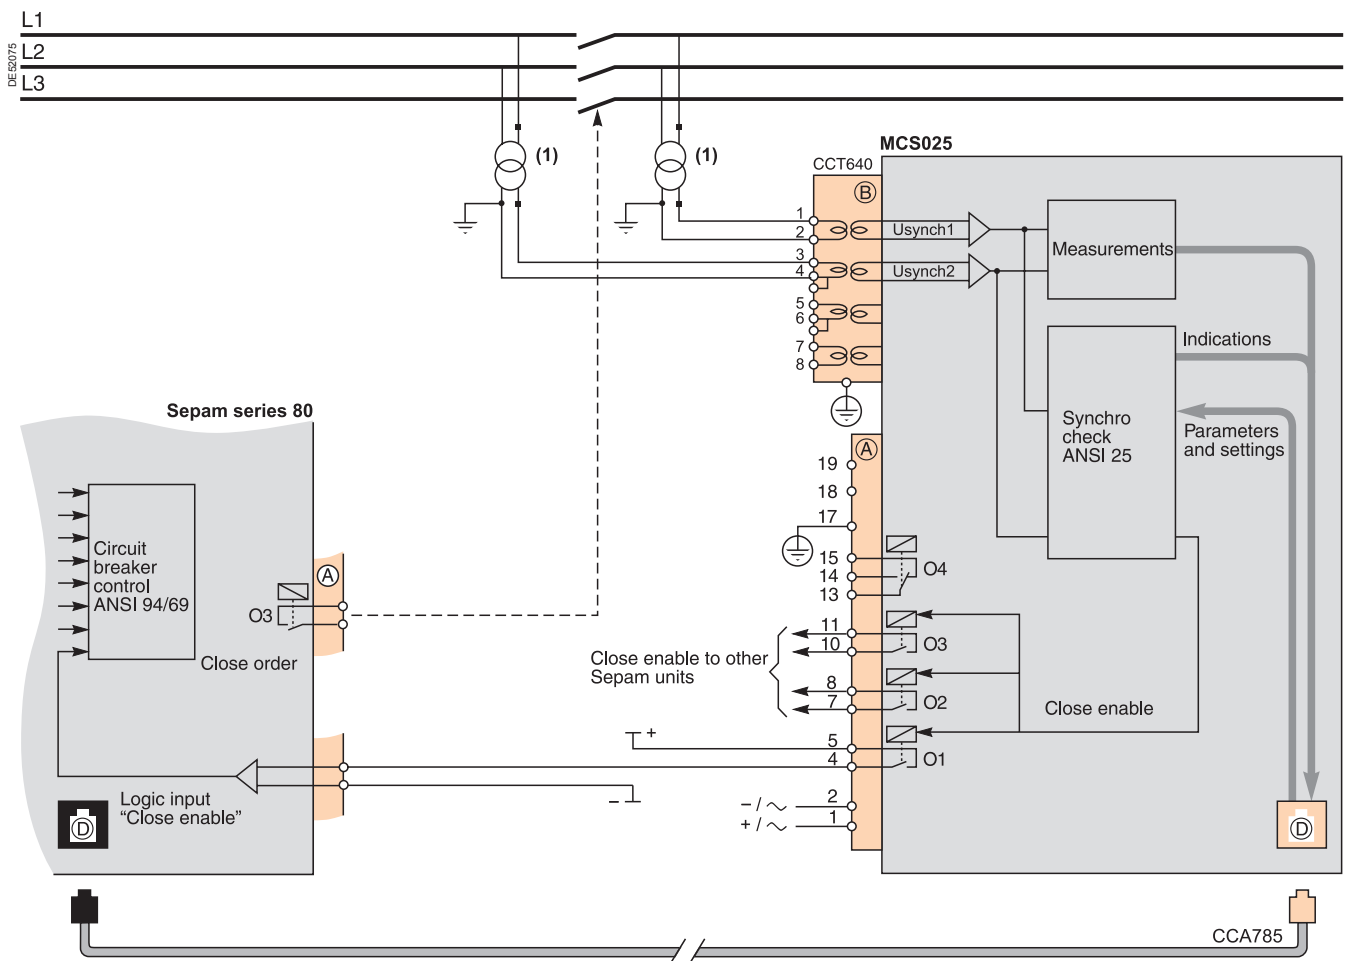 L1
DE52075
L2
L3
MCS025
(1)
(1)
CCT640
B
1
2
Usynch1
Measurements
3
4
Usynch2
5
6
7
8
Indications
Sepam series 80
Synchro
check
ANSI 25
Parameters
and settings
A
19
18
17
Circuit
breaker
control
ANSI 94/69
A
O3
Close order
15
14
13
O4
11
10
O3
Close enable to other
Sepam units
8
7
O2
Close enable
+
5
4
O1
Logic input
“Close enable”
-
- / ~
2
+ / ~
1
D
D
CCA785